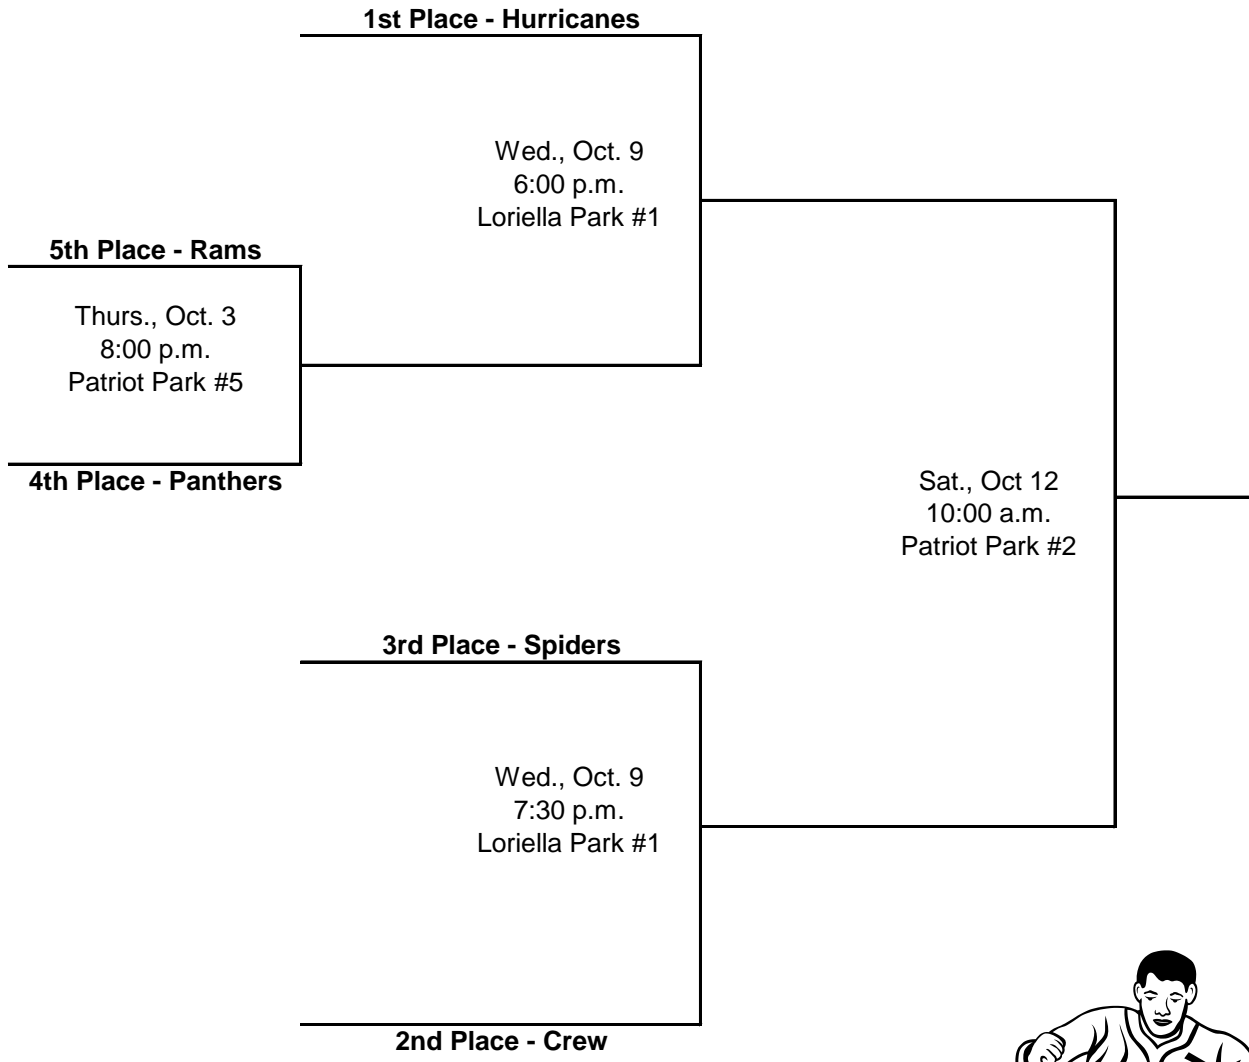 1st Place - Hurricanes
Wed., Oct. 9
6:00 p.m.
Loriella Park #1
5th Place - Rams
Thurs., Oct. 3
8:00 p.m.
Patriot Park #5
4th Place - Panthers
Sat., Oct 12
10:00 a.m.
Patriot Park #2
3rd Place - Spiders
Wed., Oct. 9
7:30 p.m.
Loriella Park #1
2nd Place - Crew